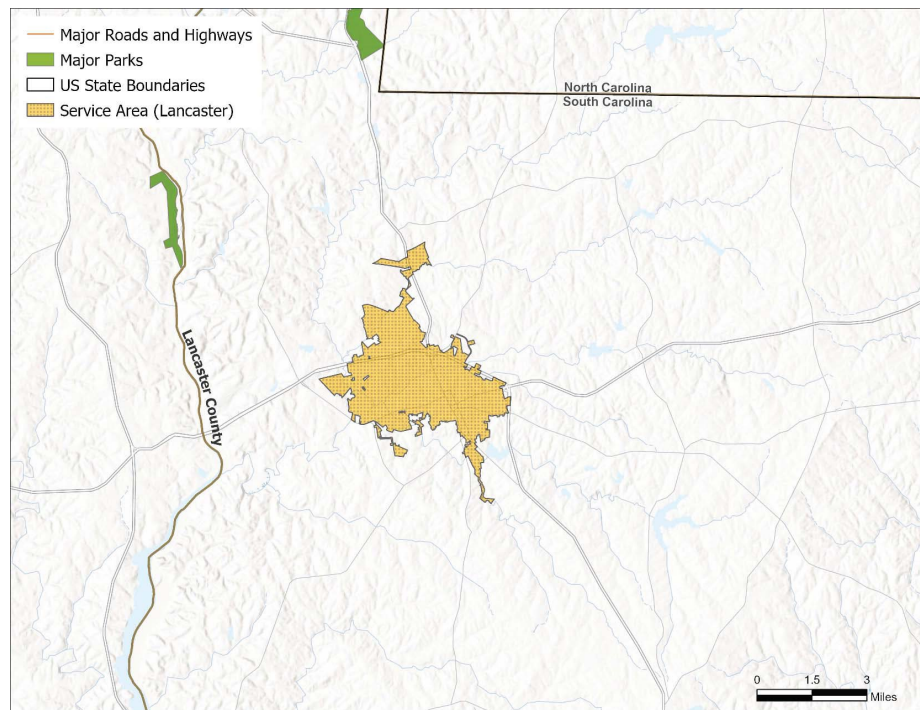 Major Roads and Highways
Major Parks
US State Boundaries
Service Area (Lancaster)
North Carolina
South Carolina
Lancaster County
0 1.5 3
Miles